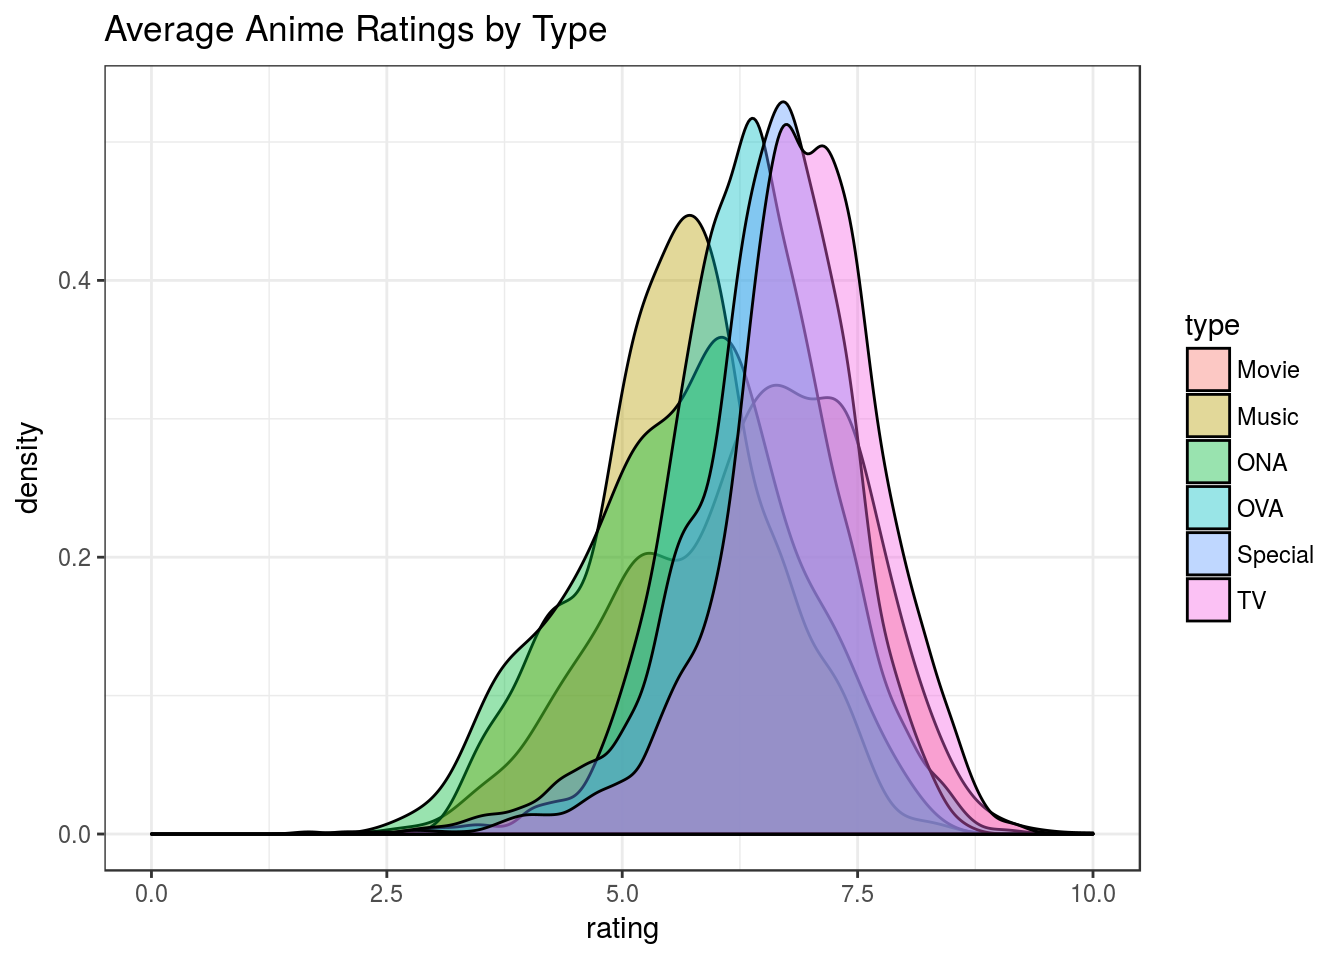 Average Anime Ratings by Type
density
0.4
0.2
0.0
0.0 2.5 5.0 7.5 10.0
rating
type
Movie
Music
ONA
OVA
Special
TV